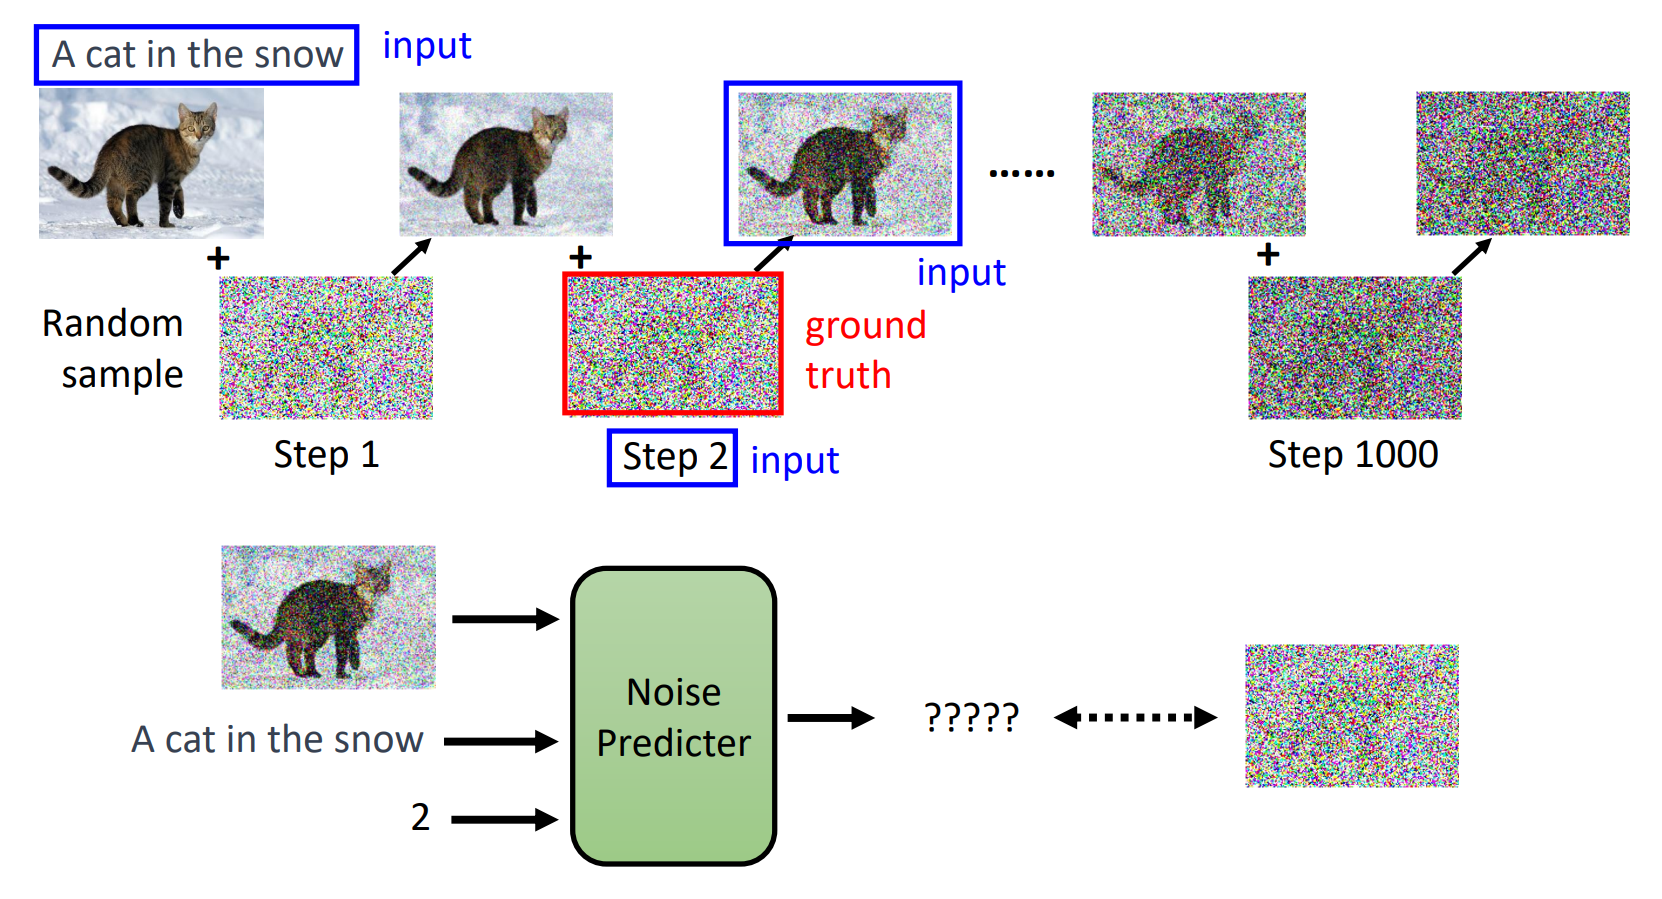 A cat in the snow
input
+
+
......
+
input
Random
sample
ground
truth
Step 1
Step 2
input
Step 1000
A cat in the snow
2
Noise
Predicter
?????